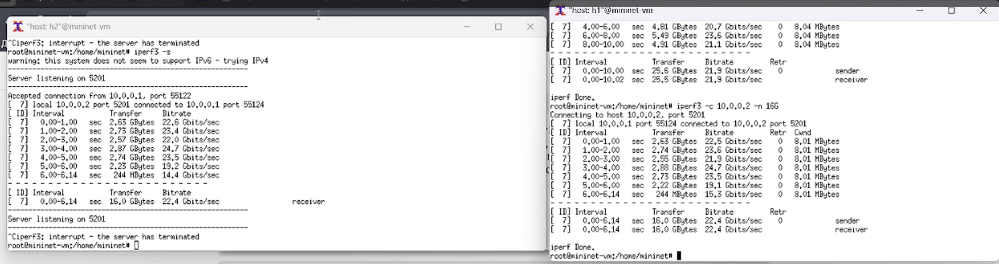 "host: h2"@mininet-vm
^Ciperf3: interrupt - the server has terminated
root@mininet-vm:/home/mininet# iperf3 -s
warning: this system does not seem to support IPv6 - trying IPv4
-----------------------------------------------------------
Server listening on 5201
-----------------------------------------------------------
Accepted connection from 10.0.0.1, port 55122
[  7] local 10.0.0.2 port 5201 connected to 10.0.0.1 port 55124
[ ID] Interval           Transfer     Bitrate
[  7]   0.00-1.00   sec  2.63 GBytes  22.6 Gbits/sec
[  7]   1.00-2.00   sec  2.73 GBytes  23.4 Gbits/sec
[  7]   2.00-3.00   sec  2.57 GBytes  22.0 Gbits/sec
[  7]   3.00-4.00   sec  2.87 GBytes  24.7 Gbits/sec
[  7]   4.00-5.00   sec  2.74 GBytes  23.5 Gbits/sec
[  7]   5.00-6.00   sec  2.23 GBytes  19.2 Gbits/sec
[  7]   6.00-6.14   sec   244 MBytes  14.4 Gbits/sec
- - - - - - - - - - - - - - - - - - - - - - - - -
[ ID] Interval           Transfer     Bitrate
[  7]   0.00-6.14   sec  16.0 GBytes  22.4 Gbits/sec                  receiver
-----------------------------------------------------------
Server listening on 5201
-----------------------------------------------------------
^Ciperf3: interrupt - the server has terminated
root@mininet-vm:/home/mininet#
"host: h1"@mininet-vm
[  7]   4.00-6.00   sec  4.81 GBytes  20.7 Gbits/sec    0   8.04 MBytes
[  7]   6.00-8.00   sec  5.49 GBytes  23.6 Gbits/sec    0   8.04 MBytes
[  7]   8.00-10.00  sec  4.91 GBytes  21.1 Gbits/sec    0   8.04 MBytes
- - - - - - - - - - - - - - - - - - - - - - - - -
[ ID] Interval           Transfer     Bitrate         Retr
[  7]   0.00-10.00  sec  25.6 GBytes  21.9 Gbits/sec    0             sender
[  7]   0.00-10.02  sec  25.5 GBytes  21.9 Gbits/sec                  receiver
iperf Done.
root@mininet-vm:/home/mininet# iperf3 -c 10.0.0.2 -n 16G
Connecting to host 10.0.0.2, port 5201
[  7] local 10.0.0.1 port 55124 connected to 10.0.0.2 port 5201
[ ID] Interval           Transfer     Bitrate         Retr  Cwnd
[  7]   0.00-1.00   sec  2.63 GBytes  22.5 Gbits/sec    0   8.01 MBytes
[  7]   1.00-2.00   sec  2.74 GBytes  23.6 Gbits/sec    0   8.01 MBytes
[  7]   2.00-3.00   sec  2.55 GBytes  21.9 Gbits/sec    0   8.01 MBytes
[  7]   3.00-4.00   sec  2.88 GBytes  24.7 Gbits/sec    0   8.01 MBytes
[  7]   4.00-5.00   sec  2.73 GBytes  23.5 Gbits/sec    0   8.01 MBytes
[  7]   5.00-6.00   sec  2.22 GBytes  19.1 Gbits/sec    0   8.01 MBytes
[  7]   6.00-6.14   sec   244 MBytes  15.3 Gbits/sec    0   8.01 MBytes
- - - - - - - - - - - - - - - - - - - - - - - - -
[ ID] Interval           Transfer     Bitrate         Retr
[  7]   0.00-6.14   sec  16.0 GBytes  22.4 Gbits/sec    0             sender
[  7]   0.00-6.14   sec  16.0 GBytes  22.4 Gbits/sec                  receiver
iperf Done.
root@mininet-vm:/home/mininet#